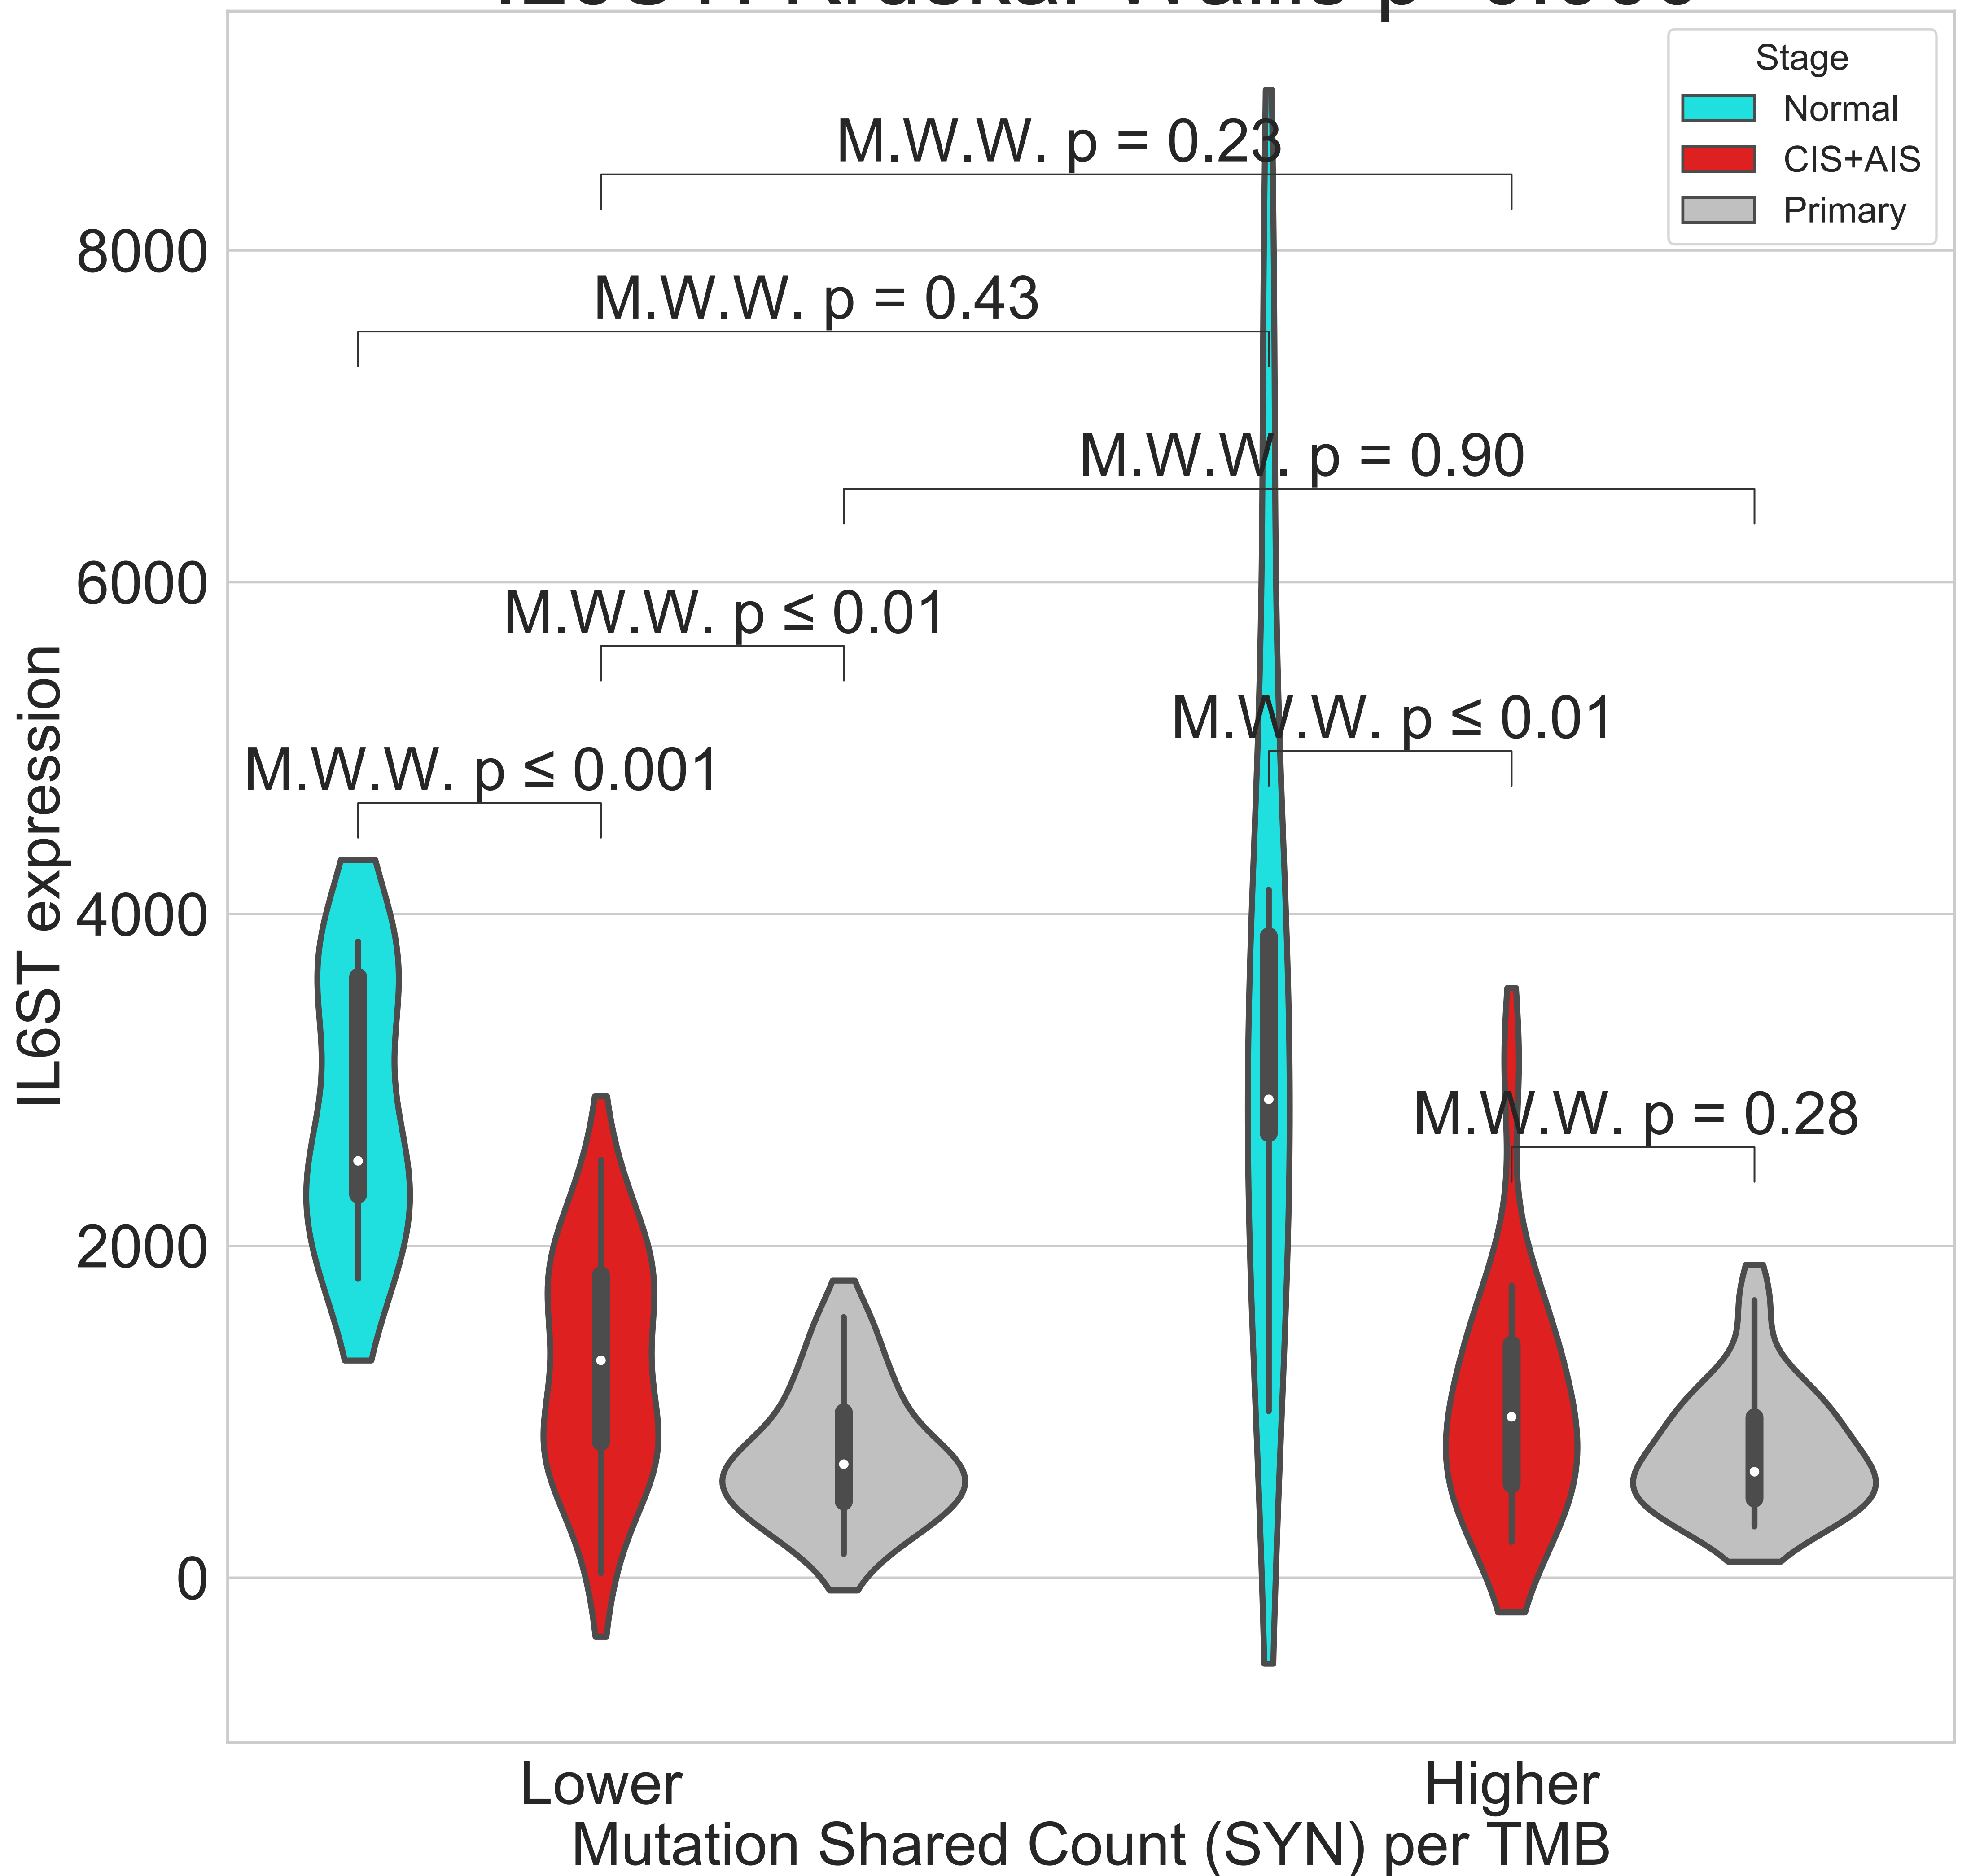 Stage
Normal
CIS+AIS
Primary
M.W.W. p = 0.23
M.W.W. p = 0.43
M.W.W. p = 0.90
M.W.W. p ≤ 0.01
M.W.W. p ≤ 0.01
M.W.W. p ≤ 0.001
M.W.W. p = 0.28
8000
6000
4000
2000
0
IL6ST expression
Lower
Higher
Mutation Shared Count (SYN) per TMB